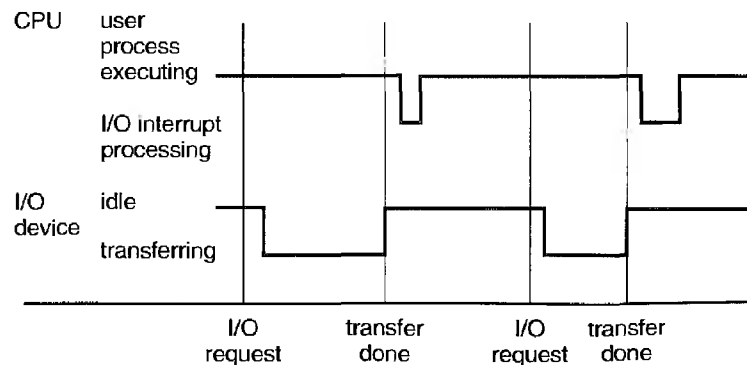 CPU
user
process
executing
I/O interrupt
processing
I/O
device
idle
transferring
I/O
request
transfer
done
I/O
request
transfer
done